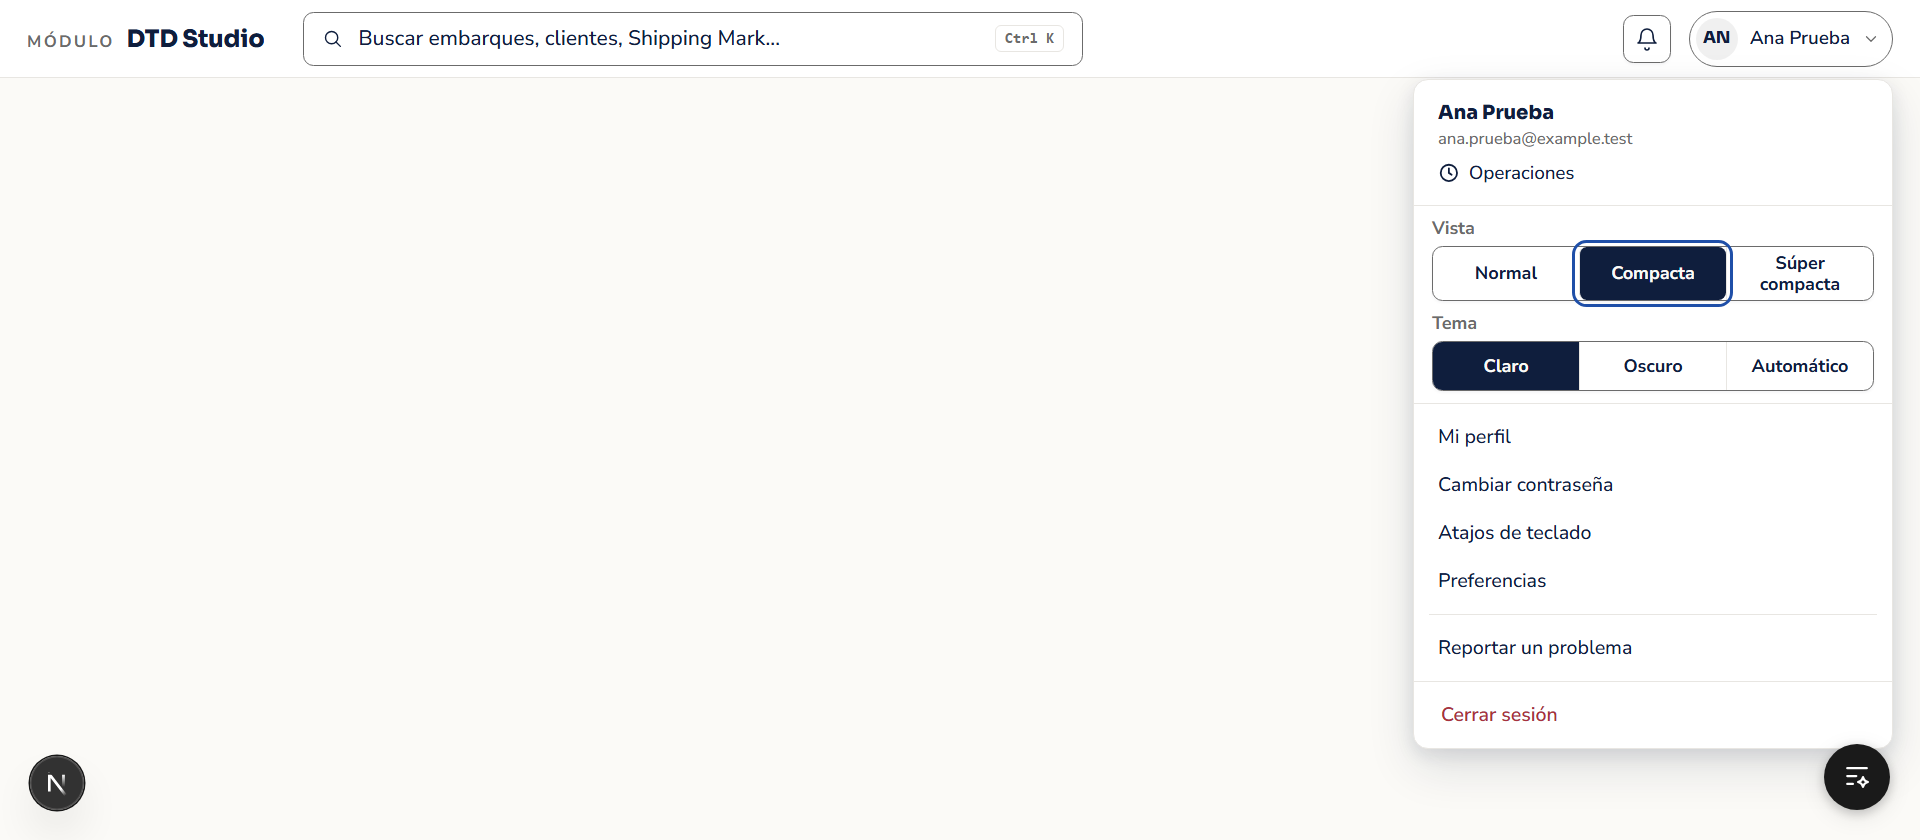 MÓDULO DTD Studio
Buscar embarques, clientes, Shipping Mark...
Ctrl K
AN Ana Prueba
Ana Prueba
ana.prueba@example.test
Operaciones
Vista
Normal
Compacta
Súper
compacta
Tema
Claro
Oscuro
Automático
Mi perfil
Cambiar contraseña
Atajos de teclado
Preferencias
Reportar un problema
Cerrar sesión
N